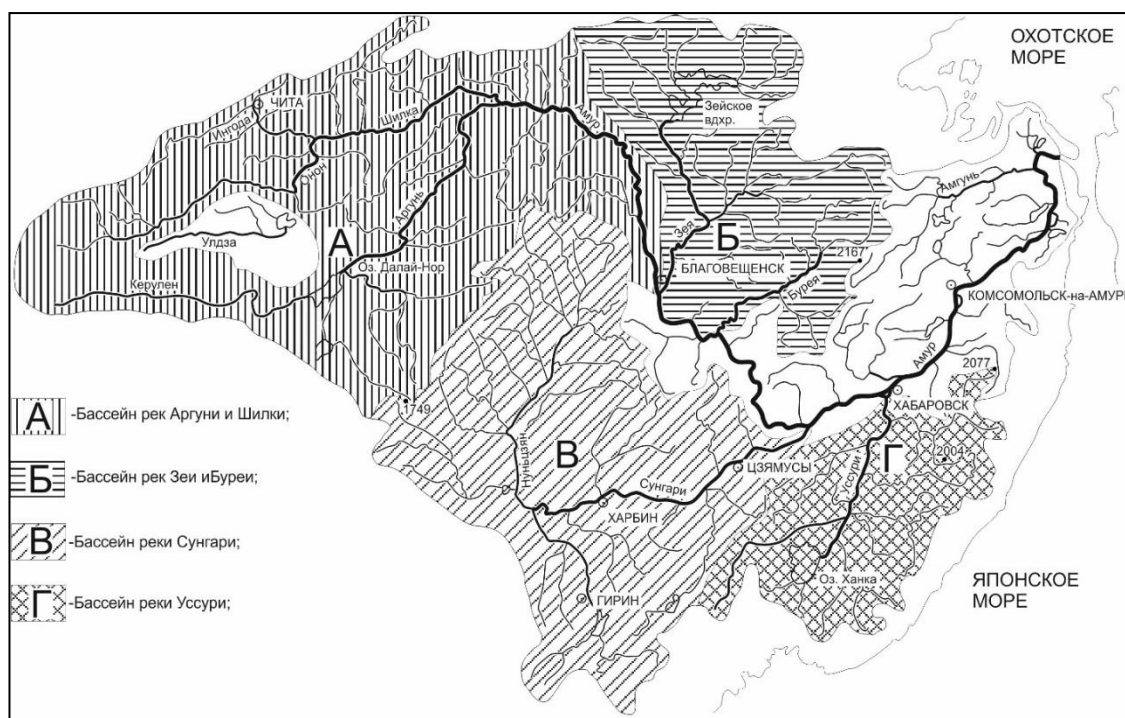 ОХОТСКОЕ
МОРЕ
ЧИТА
Ингода
Шилка
Амур
Зейское
вдхр.
Онон
Аргунь
Амгунь
Улдза
А
Зея
Б
2167
Оз. Далай-Нор
БЛАГОВЕЩЕНСК
Керулен
Бурея
КОМСОМОЛЬСК-на-АМУРЕ
Амур
2077
1749
ХАБАРОВСК
А
-Бассейн рек Аргуни и Шилки;
В
Г
2004
Нуньцзян
ЦЗЯМУСЫ
Уссури
Б
-Бассейн рек Зеи иБуреи;
Сунгари
ХАРБИН
В
-Бассейн реки Сунгари;
Оз. Ханка
ЯПОНСКОЕ
МОРЕ
ГИРИН
Г
-Бассейн реки Уссури;